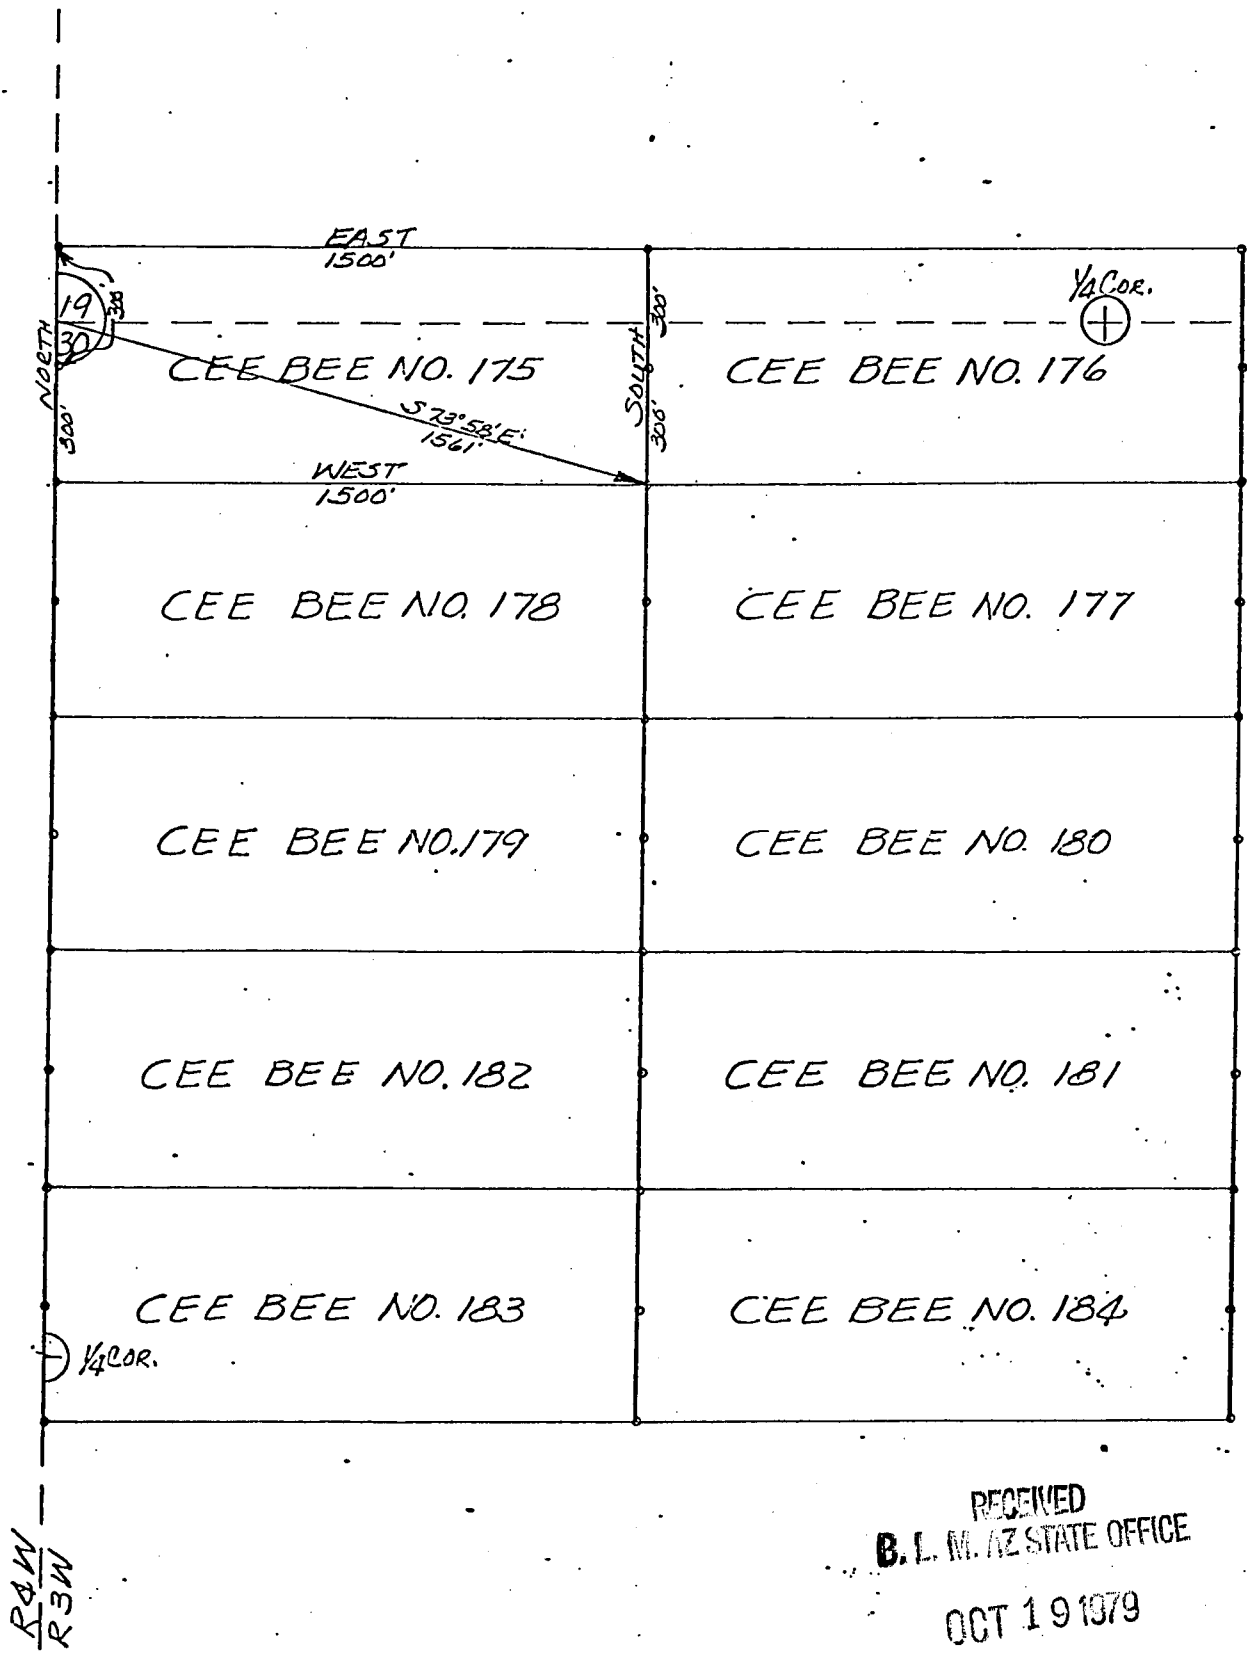 EAST
1500'
1/4 COR.
19
30
300'
NORTH
300'
SOUTH
300'
300'
CEE BEE NO. 175
CEE BEE NO. 176
S 73° 58' E
1561'
WEST
1500'
CEE BEE NO. 178
CEE BEE NO. 177
CEE BEE NO. 179
CEE BEE NO. 180
CEE BEE NO. 182
CEE BEE NO. 181
CEE BEE NO. 183
CEE BEE NO. 184
1/4 COR.
R4W
R3W
RECEIVED
B. L. M. AZ STATE OFFICE
OCT 19 1979